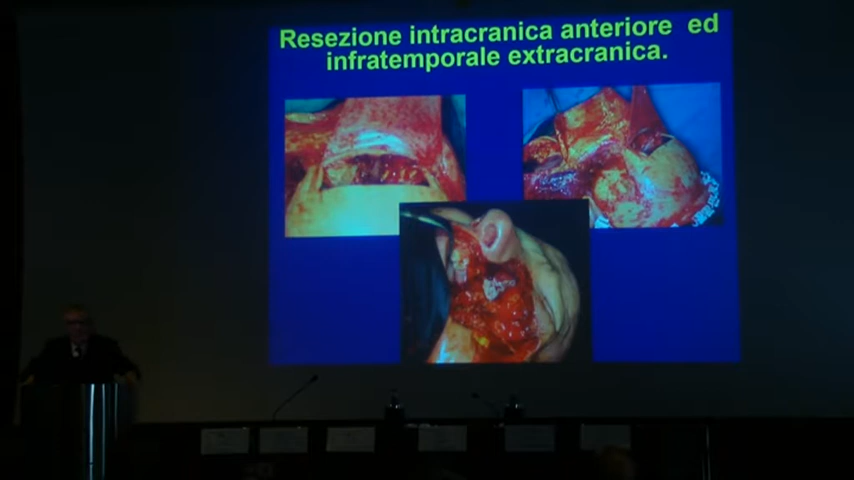 Resezione intracranica anteriore ed
infratemporale extracranica.